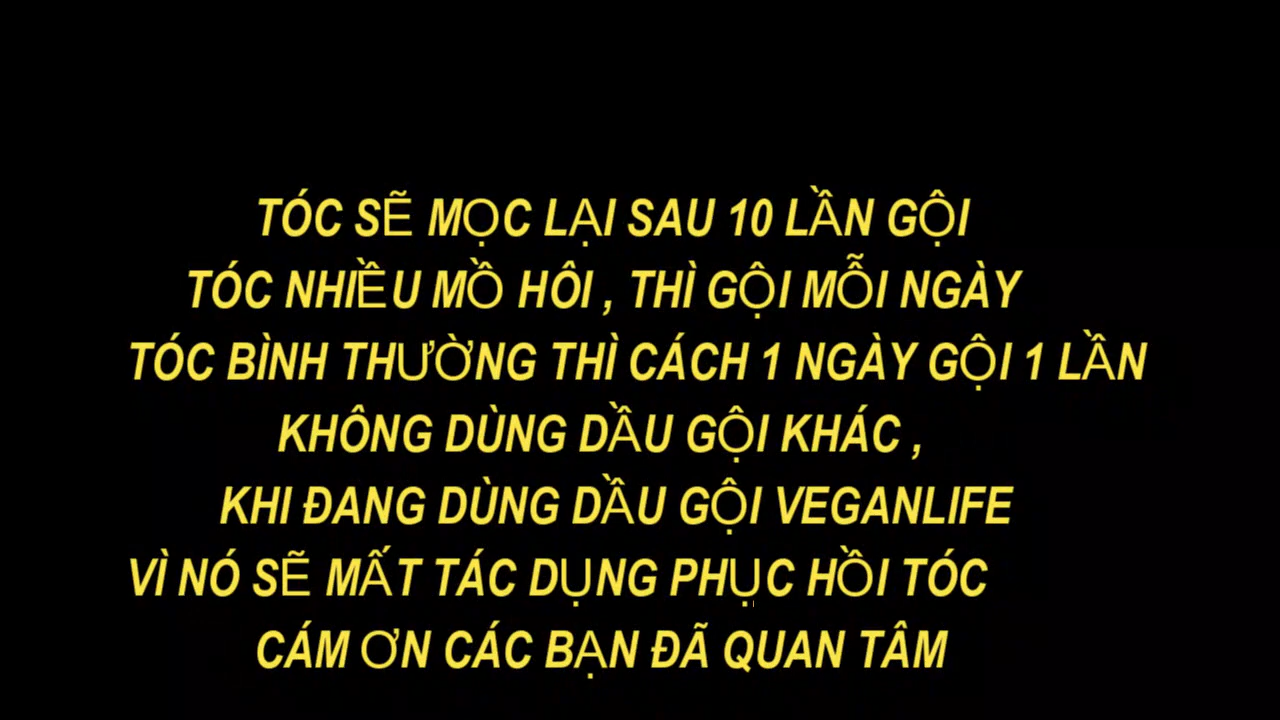 TÓC SẼ MỌC LẠI SAU 10 LẦN GỘI
TÓC NHIỀU MỒ HÔI , THÌ GỘI MỖI NGÀY
TÓC BÌNH THƯỜNG THÌ CÁCH 1 NGÀY GỘI 1 LẦN
KHÔNG DÙNG DẦU GỘI KHÁC ,
KHI ĐANG DÙNG DẦU GỘI VEGANLIFE
VÌ NÓ SẼ MẤT TÁC DỤNG PHỤC HỒI TÓC
CÁM ƠN CÁC BẠN ĐÃ QUAN TÂM